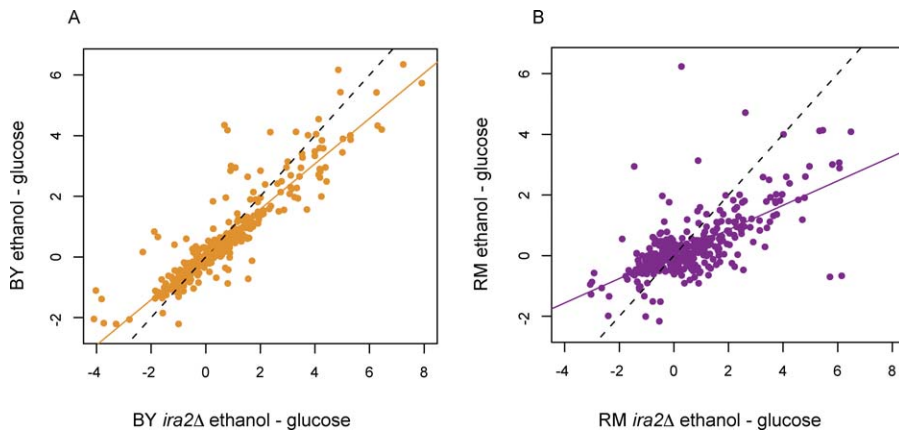 A
BY ethanol - glucose
6
4
2
0
-2
-4 -2 0 2 4 6 8
BY ira2Δ ethanol - glucose
B
RM ethanol - glucose
6
4
2
0
-2
-4 -2 0 2 4 6 8
RM ira2Δ ethanol - glucose